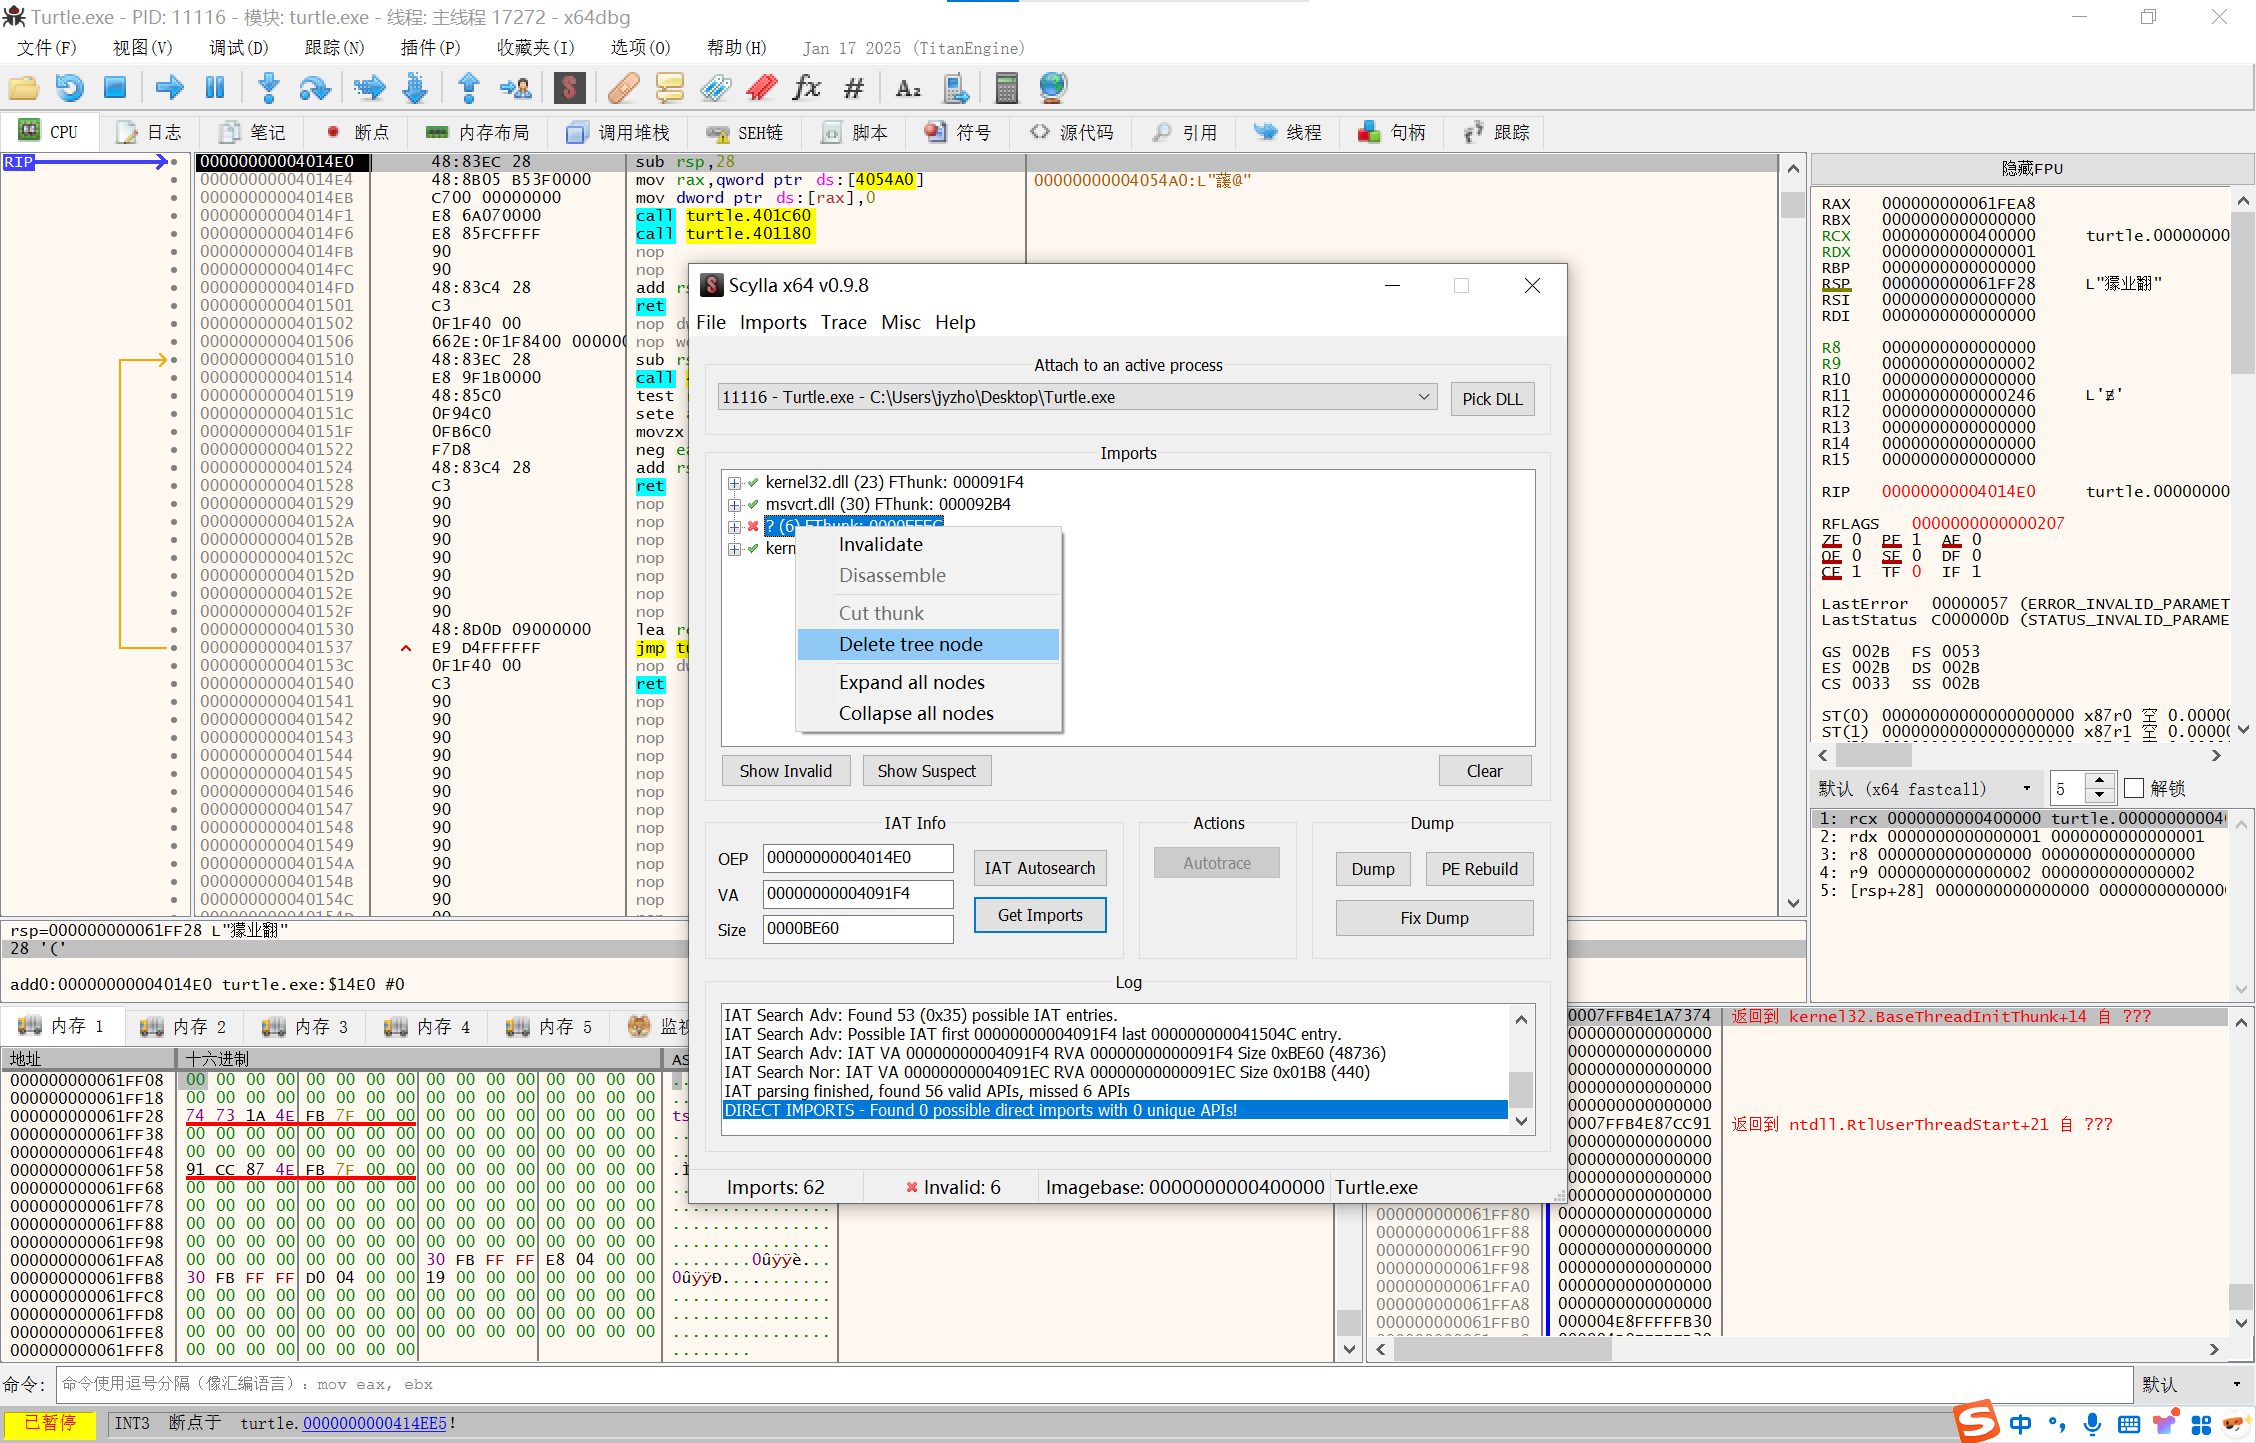 Turtle.exe - PID: 11116 - 模块: turtle.exe - 线程: 主线程 17272 - x64dbg
文件(F) 视图(V) 调试(D) 跟踪(N) 插件(P) 收藏夹(I) 选项(O) 帮助(H) Jan 17 2025 (TitanEngine)
CPU 日志 笔记 断点 内存布局 调用堆栈 SEH链 脚本 符号 源代码 引用 线程 句柄 跟踪
RIP
00000000004014E0 48:83EC 28 sub rsp,28
00000000004014E4 48:8B05 B53F0000 mov rax,qword ptr ds:[4054A0] 00000000004054A0:L"
00000000004014EB C700 00000000 mov dword ptr ds:[rax],0
00000000004014F1 E8 6A070000 call turtle.401C60
00000000004014F6 E8 85FCFFFF call turtle.401180
00000000004014FB 90 nop
00000000004014FC 90 nop
00000000004014FD 48:83C4 28 add
0000000000401501 C3 ret
0000000000401502 0F1F40 00 nop
0000000000401506 662E:0F1F8400 000000 nop
0000000000401510 48:83EC 28 sub
0000000000401514 E8 9F1B0000 call
0000000000401519 48:85C0 test
000000000040151C 0F94C0 sete
000000000040151F 0FB6C0 movzx
0000000000401522 F7D8 neg
0000000000401524 48:83C4 28 add
0000000000401528 C3 ret
0000000000401529 90 nop
000000000040152A 90 nop
000000000040152B 90 nop
000000000040152C 90 nop
000000000040152D 90 nop
000000000040152E 90 nop
000000000040152F 90 nop
0000000000401530 48:8D0D 09000000 lea
0000000000401537 E9 D4FFFFFF jmp
000000000040153C 0F1F40 00 nop
0000000000401540 C3 ret
0000000000401541 90 nop
0000000000401542 90 nop
0000000000401543 90 nop
0000000000401544 90 nop
0000000000401545 90 nop
0000000000401546 90 nop
0000000000401547 90 nop
0000000000401548 90 nop
0000000000401549 90 nop
000000000040154A 90 nop
000000000040154B 90 nop
000000000040154C 90 nop
rsp=000000000061FF28
28 '('
add0:00000000004014E0 turtle.exe:$14E0 #0
Scylla x64 v0.9.8
File Imports Trace Misc Help
Attach to an active process
11116 - Turtle.exe - C:\Users\jyzho\Desktop\Turtle.exe
Pick DLL
Imports
kernel32.dll (23) FThunk: 000091F4
msvcrt.dll (30) FThunk: 000092B4
? (6)
kern
Invalidate
Disassemble
Cut thunk
Delete tree node
Expand all nodes
Collapse all nodes
Show Invalid Show Suspect Clear
IAT Info Actions Dump
OEP 00000000004014E0 IAT Autosearch Autotrace Dump PE Rebuild
VA 00000000004091F4 Get Imports Fix Dump
Size 0000BE60
Log
IAT Search Adv: Found 53 (0x35) possible IAT entries.
IAT Search Adv: Possible IAT first 00000000004091F4 last 000000000041504C entry.
IAT Search Adv: IAT VA 00000000004091F4 RVA 00000000000091F4 Size 0xBE60 (48736)
IAT Search Nor: IAT VA 00000000004091EC RVA 00000000000091EC Size 0x01B8 (440)
IAT parsing finished, found 56 valid APIs, missed 6 APIs
DIRECT IMPORTS - Found 0 possible direct imports with 0 unique APIs!
Imports: 62 Invalid: 6 Imagebase: 0000000000400000 Turtle.exe
隐藏FPU
RAX 000000000061FEA8
RBX 0000000000000000
RCX 0000000000400000 turtle.00000000
RDX 0000000000000001
RBP 0000000000000000
RSP 000000000061FF28
RSI 0000000000000000
RDI 0000000000000000
R8 0000000000000000
R9 0000000000000002
R10 0000000000000000
R11 0000000000000246
R12 0000000000000000
R13 0000000000000000
R14 0000000000000000
R15 0000000000000000
RIP 00000000004014E0 turtle.00000000
RFLAGS 0000000000000207
ZF 0 PF 1 AF 0
OF 0 SF 0 DF 0
CF 1 TF 0 IF 1
LastError 00000057 (ERROR_INVALID_PARAMET
LastStatus C000000D (STATUS_INVALID_PARAME
GS 002B FS 0053
ES 002B DS 002B
CS 0033 SS 002B
ST(0) 00000000000000000000 x87r0 空 0.0000
ST(1) 00000000000000000000 x87r1 空 0.0000
默认 (x64 fastcall) 5 解锁
1: rcx 0000000000400000 turtle.00000000004
2: rdx 0000000000000001 0000000000000001
3: r8 0000000000000000 0000000000000000
4: r9 0000000000000002 0000000000000002
5: [rsp+28] 0000000000000000 000000000000000
内存 1 内存 2 内存 3 内存 4 内存 5 监视
地址 十六进制 AS
000000000061FF08 00 00 00 00 00 00 00 00 00 00 00 00 00 00 00 00
000000000061FF18 00 00 00 00 00 00 00 00 00 00 00 00 00 00 00 00
000000000061FF28 74 73 1A 4E FB 7F 00 00 00 00 00 00 00 00 00 00 ts
000000000061FF38 00 00 00 00 00 00 00 00 00 00 00 00 00 00 00 00
000000000061FF48 00 00 00 00 00 00 00 00 00 00 00 00 00 00 00 00
000000000061FF58 91 CC 87 4E FB 7F 00 00 00 00 00 00 00 00 00 00
000000000061FF68 00 00 00 00 00 00 00 00 00 00 00 00 00 00 00 00
000000000061FF78 00 00 00 00 00 00 00 00 00 00 00 00 00 00 00 00 ................
000000000061FF88 00 00 00 00 00 00 00 00 00 00 00 00 00 00 00 00 ................
000000000061FF98 00 00 00 00 00 00 00 00 00 00 00 00 00 00 00 00 ................
000000000061FFA8 00 00 00 00 00 00 00 00 30 FB FF FF E8 04 00 00 ........0ûÿÿè...
000000000061FFB8 30 FB FF FF D0 04 00 00 19 00 00 00 00 00 00 00 0ûÿÿÐ...........
000000000061FFC8 00 00 00 00 00 00 00 00 00 00 00 00 00 00 00 00 ................
000000000061FFD8 00 00 00 00 00 00 00 00 00 00 00 00 00 00 00 00 ................
000000000061FFE8 00 00 00 00 00 00 00 00 00 00 00 00 00 00 00 00 ................
000000000061FFF8 00 00 00 00 00 00 00 00 ........
0007FFB4E1A7374 返回到 kernel32.BaseThreadInitThunk+14 自 ???
000000000000000
000000000000000
000000000000000
000000000000000
000000000000000
0007FFB4E87CC91 返回到 ntdll.RtlUserThreadStart+21 自 ???
000000000000000
000000000000000
000000000000000
000000000000000
000000000061FF80 0000000000000000
000000000061FF88 0000000000000000
000000000061FF90 0000000000000000
000000000061FF98 0000000000000000
000000000061FFA0 0000000000000000
000000000061FFA8 0000000000000000
000000000061FFB0 000004E8FFFFFB30
命令: 命令使用逗号分隔（像汇编语言）: mov eax, ebx 默认
已暂停 INT3 断点于 turtle.0000000000414EE5!
中